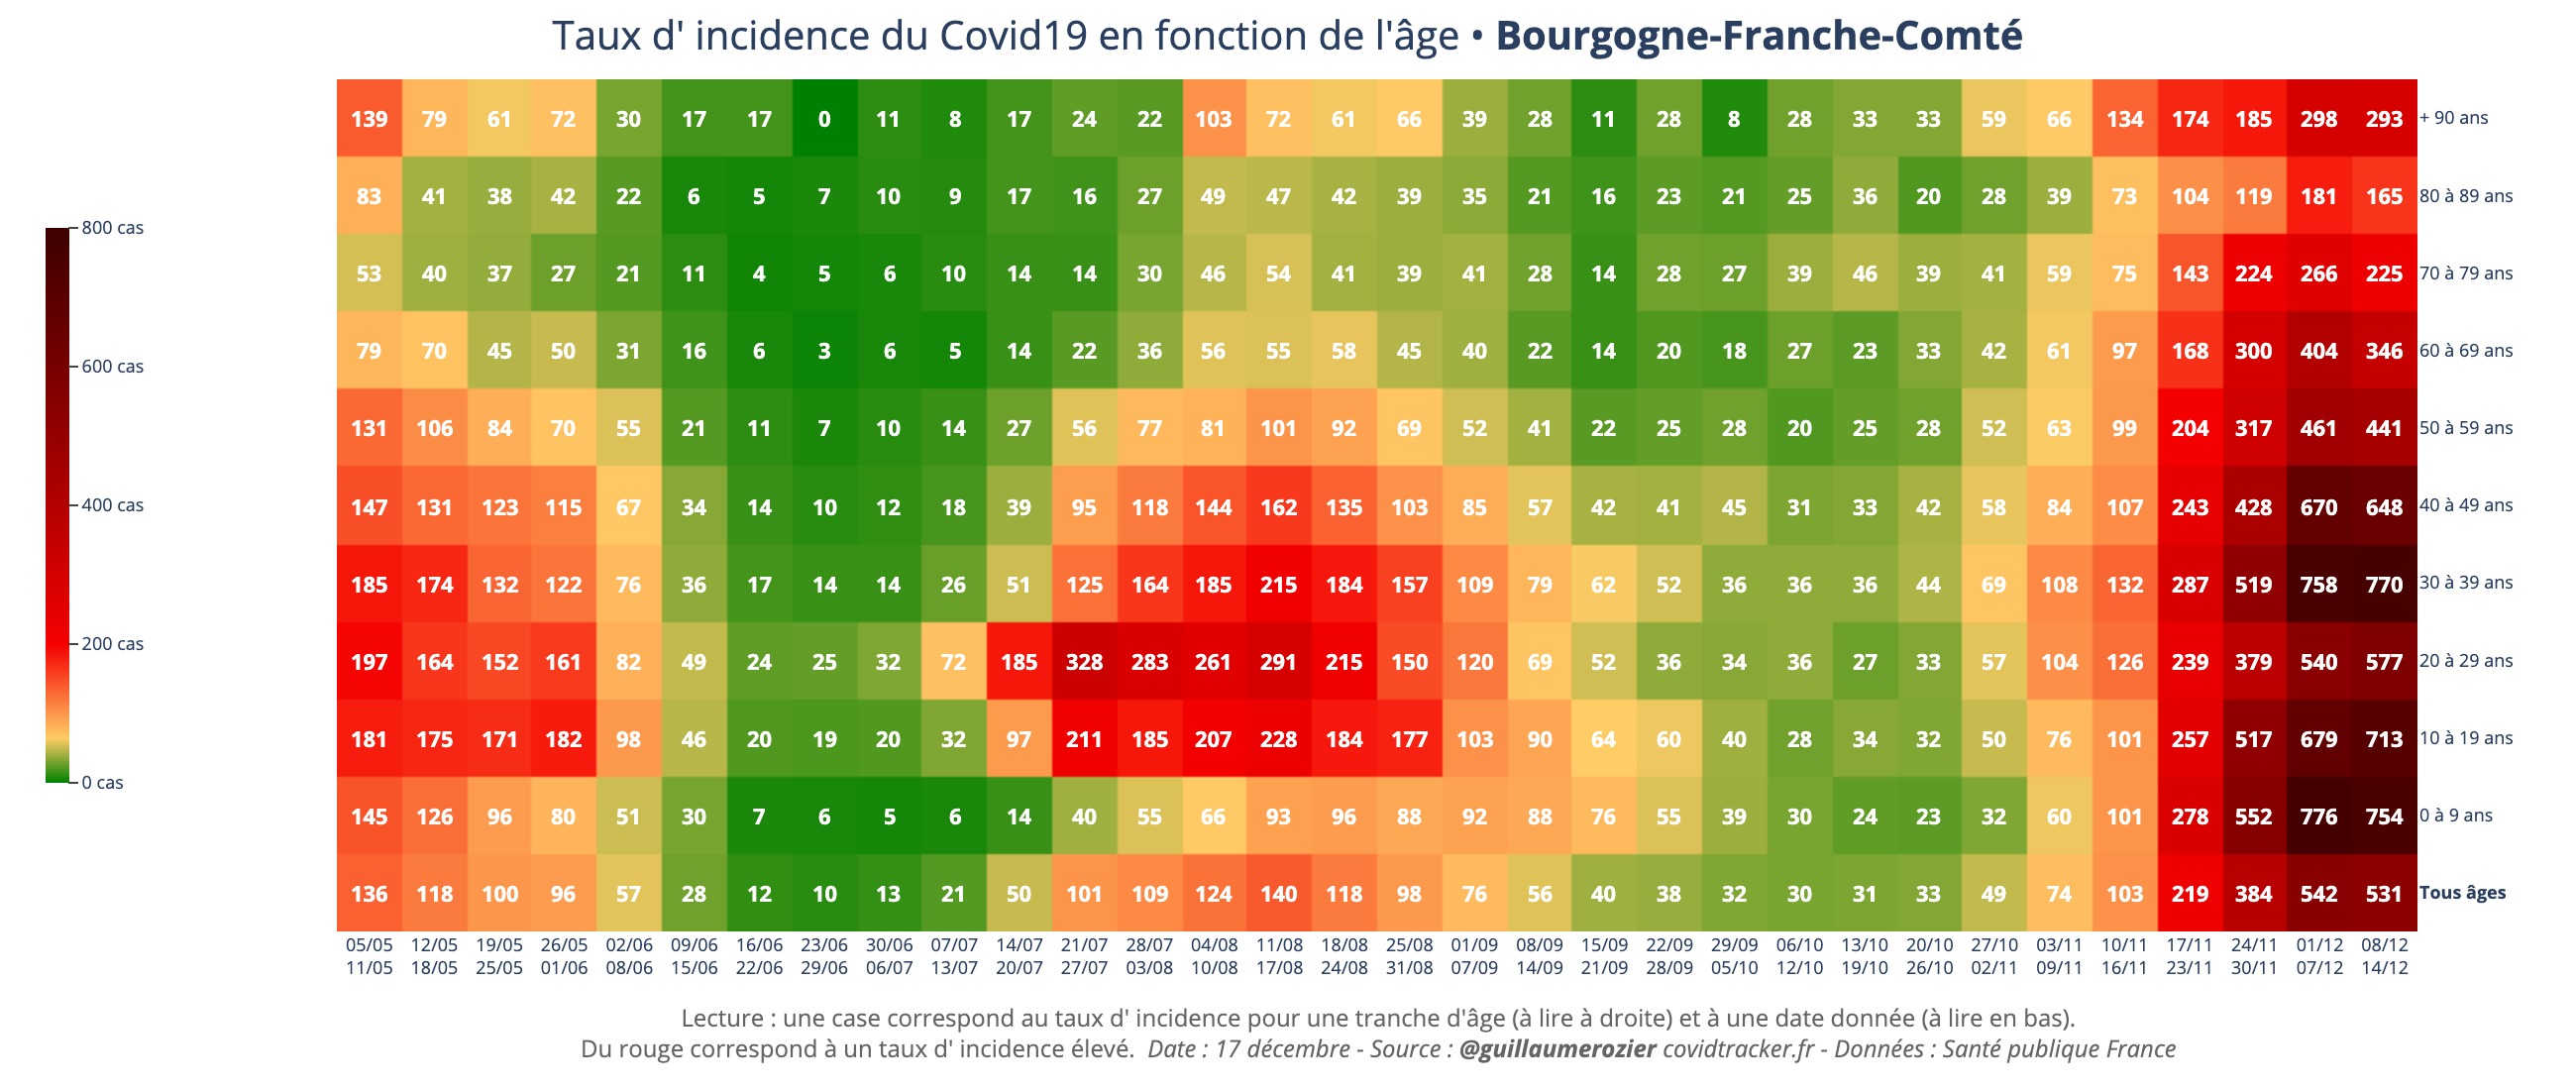 Taux d' incidence du Covid19 en fonction de l'âge • Bourgogne-Franche-Comté
800 cas
600 cas
400 cas
200 cas
0 cas
139 79 61 72 30 17 17 0 11 8 17 24 22 103 72 61 66 39 28 11 28 8 28 33 33 59 66 134 174 185 298 293 + 90 ans
83 41 38 42 22 6 5 7 10 9 17 16 27 49 47 42 39 35 21 16 23 21 25 36 20 28 39 73 104 119 181 165 80 à 89 ans
53 40 37 27 21 11 4 5 6 10 14 14 30 46 54 41 39 41 28 14 28 27 39 46 39 41 59 75 143 224 266 225 70 à 79 ans
79 70 45 50 31 16 6 3 6 5 14 22 36 56 55 58 45 40 22 14 20 18 27 23 33 42 61 97 168 300 404 346 60 à 69 ans
131 106 84 70 55 21 11 7 10 14 27 56 77 81 101 92 69 52 41 22 25 28 20 25 28 52 63 99 204 317 461 441 50 à 59 ans
147 131 123 115 67 34 14 10 12 18 39 95 118 144 162 135 103 85 57 42 41 45 31 33 42 58 84 107 243 428 670 648 40 à 49 ans
185 174 132 122 76 36 17 14 14 26 51 125 164 185 215 184 157 109 79 62 52 36 36 36 44 69 108 132 287 519 758 770 30 à 39 ans
197 164 152 161 82 49 24 25 32 72 185 328 283 261 291 215 150 120 69 52 36 34 36 27 33 57 104 126 239 379 540 577 20 à 29 ans
181 175 171 182 98 46 20 19 20 32 97 211 185 207 228 184 177 103 90 64 60 40 28 34 32 50 76 101 257 517 679 713 10 à 19 ans
145 126 96 80 51 30 7 6 5 6 14 40 55 66 93 96 88 92 88 76 55 39 30 24 23 32 60 101 278 552 776 754 0 à 9 ans
136 118 100 96 57 28 12 10 13 21 50 101 109 124 140 118 98 76 56 40 38 32 30 31 33 49 74 103 219 384 542 531 Tous âges
05/05 12/05 19/05 26/05 02/06 09/06 16/06 23/06 30/06 07/07 14/07 21/07 28/07 04/08 11/08 18/08 25/08 01/09 08/09 15/09 22/09 29/09 06/10 13/10 20/10 27/10 03/11 10/11 17/11 24/11 01/12 08/12
11/05 18/05 25/05 01/06 08/06 15/06 22/06 29/06 06/07 13/07 20/07 27/07 03/08 10/08 17/08 24/08 31/08 07/09 14/09 21/09 28/09 05/10 12/10 19/10 26/10 02/11 09/11 16/11 23/11 30/11 07/12 14/12
Lecture : une case correspond au taux d' incidence pour une tranche d'âge (à lire à droite) et à une date donnée (à lire en bas).
Du rouge correspond à un taux d' incidence élevé. Date : 17 décembre - Source : @guillaumerozier covidtracker.fr - Données : Santé publique France